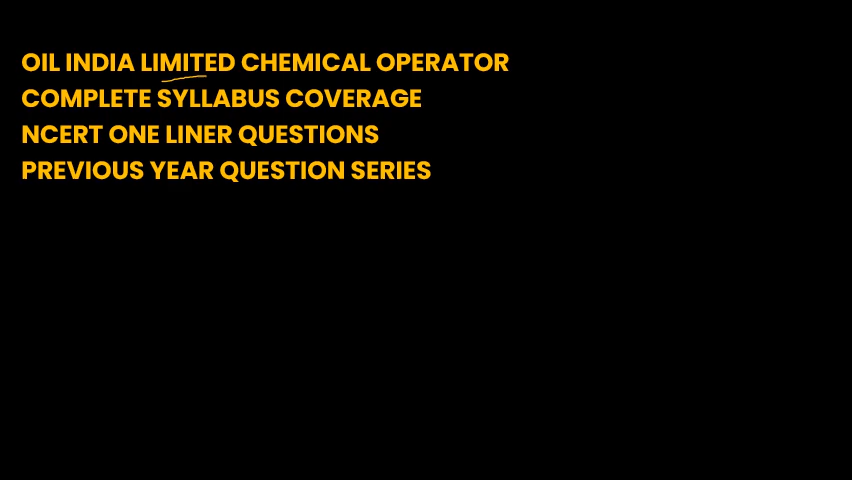 OIL INDIA LIMITED CHEMICAL OPERATOR
COMPLETE SYLLABUS COVERAGE
NCERT ONE LINER QUESTIONS
PREVIOUS YEAR QUESTION SERIES